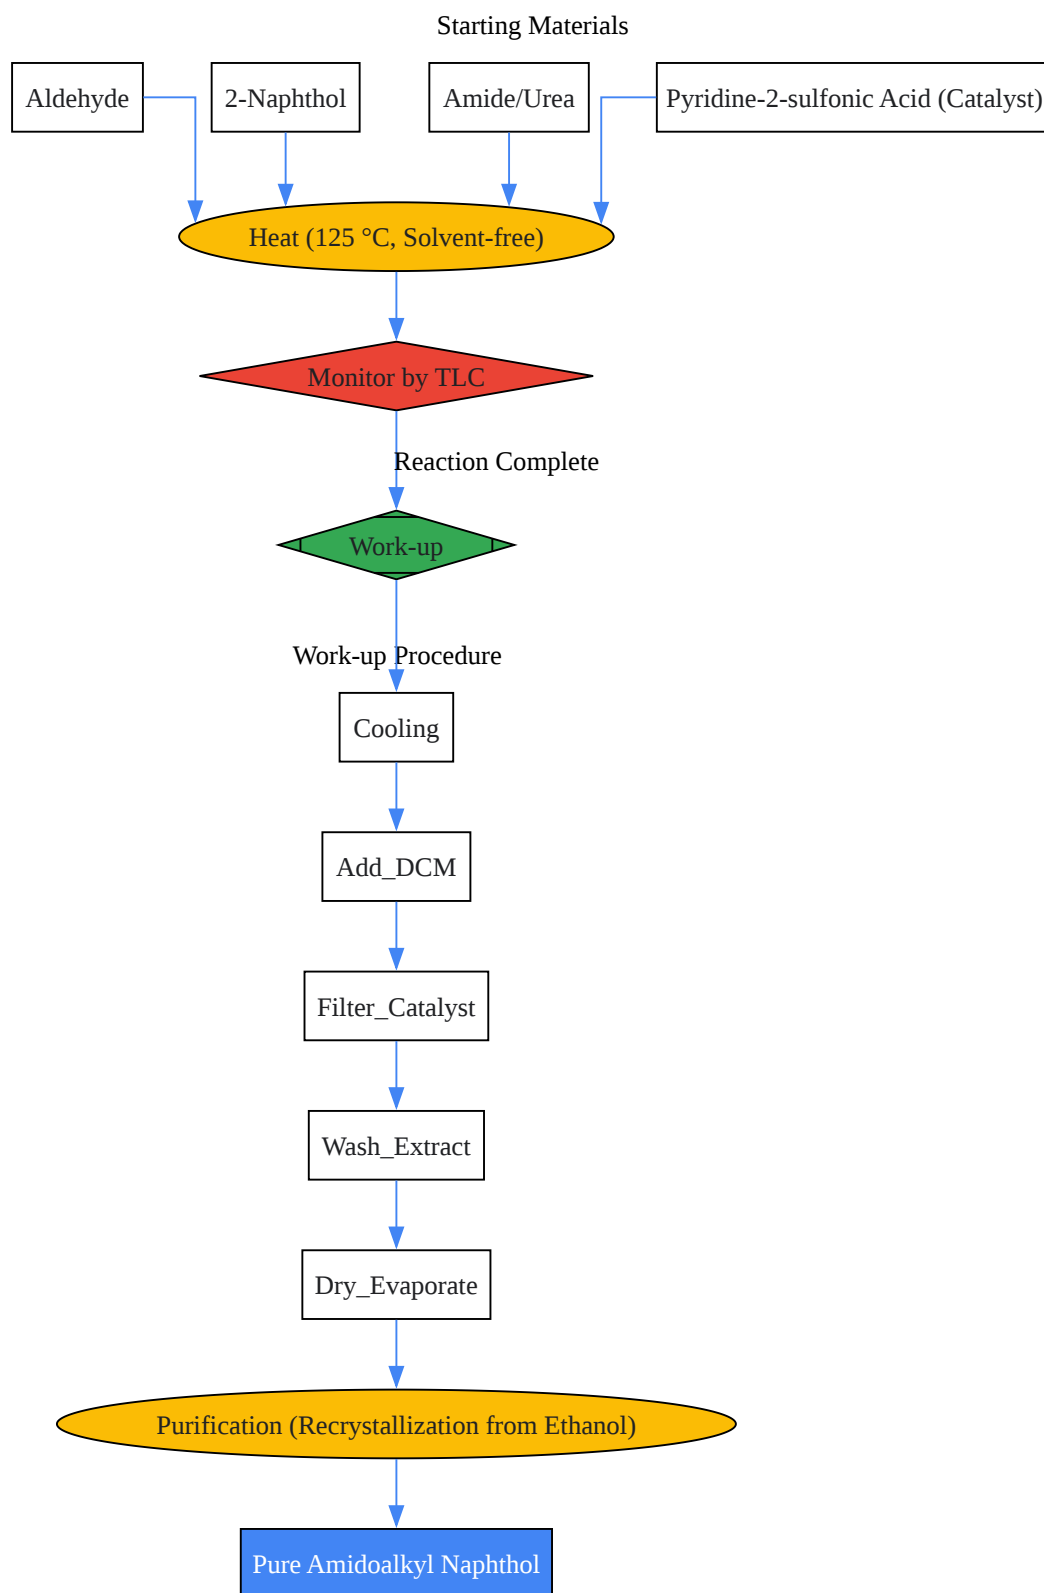 Starting Materials
Aldehyde
2-Naphthol
Amide/Urea
Pyridine-2-sulfonic Acid (Catalyst)
Heat (125 °C, Solvent-free)
Monitor by TLC
Reaction Complete
Work-up
Work-up Procedure
Cooling
Add_DCM
Filter_Catalyst
Wash_Extract
Dry_Evaporate
Purification (Recrystallization from Ethanol)
Pure Amidoalkyl Naphthol